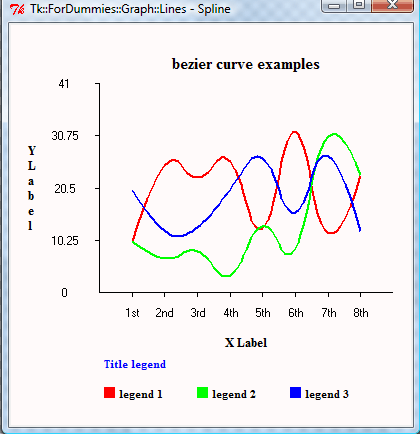 Tk::ForDummies::Graph::Lines - Spline
bezier curve examples
41
30.75
20.5
10.25
0
Y Label
1st 2nd 3rd 4th 5th 6th 7th 8th
X Label
Title legend
legend 1 legend 2 legend 3